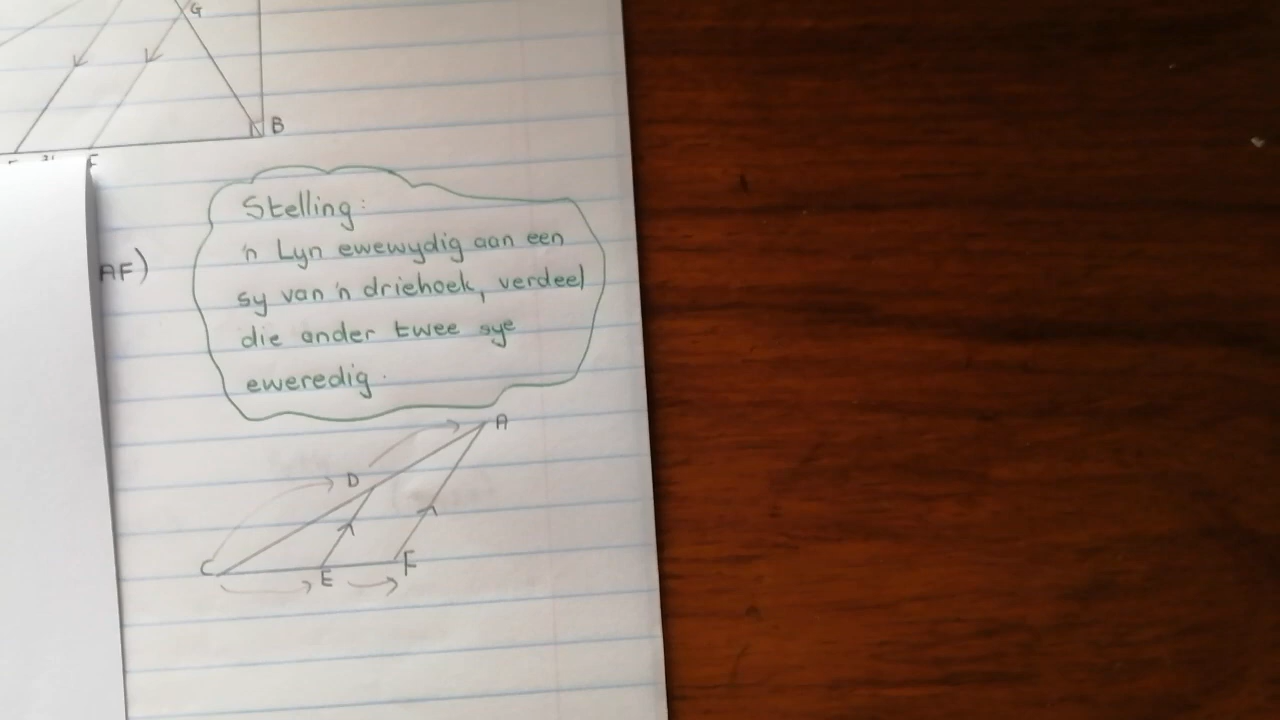 G
B
F
AF)
Stelling:
'n Lyn ewewydig aan een
sy van 'n driehoek, verdeel
die ander twee sye
eweredig.
A
D
C
E
F